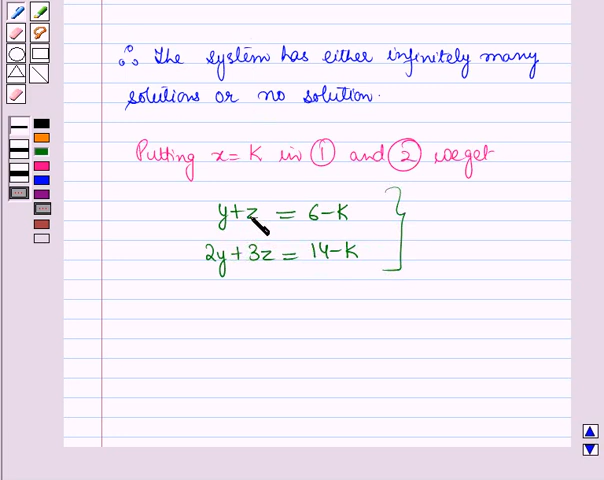 ∴ The system has either infinitely many
solutions or no solution.
Putting x = K in ① and ② we get
y+z = 6-K
2y+3z = 14-K